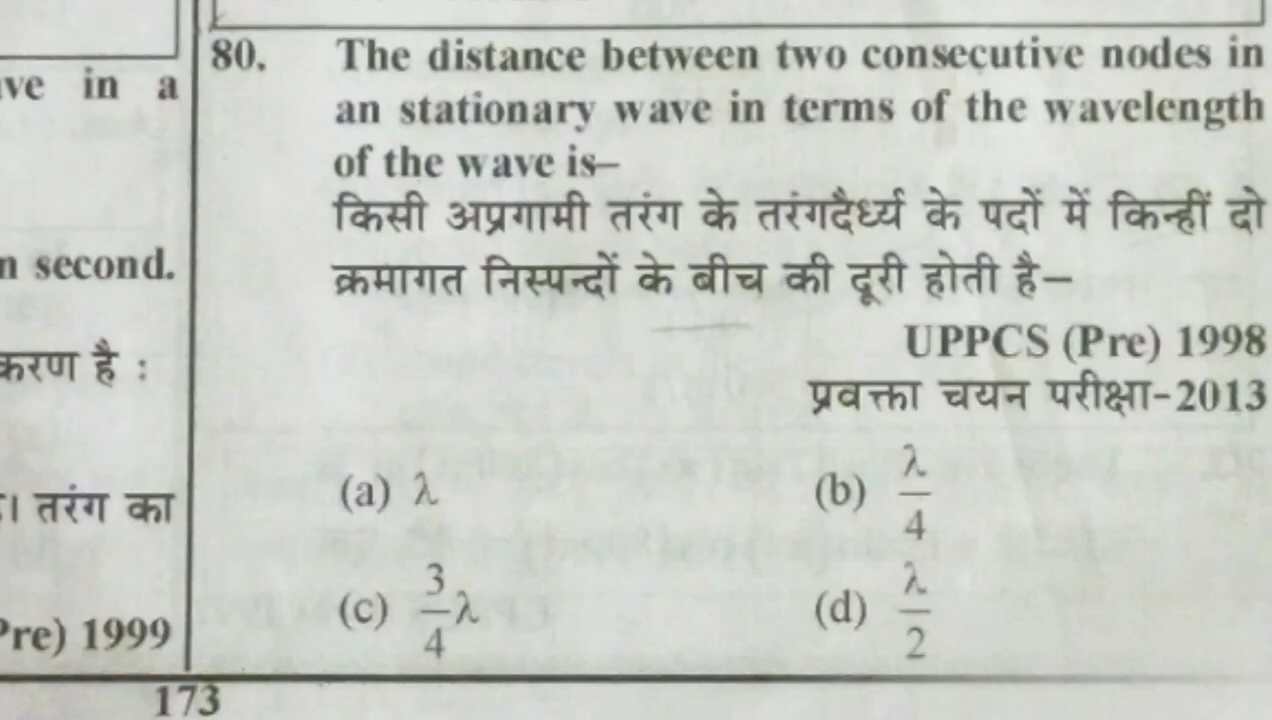 ve in a
n second.
करण है :
। तरंग का
Pre) 1999
80. The distance between two consecutive nodes in
an stationary wave in terms of the wavelength
of the wave is–
किसी अप्रगामी तरंग के तरंगदैर्ध्य के पदों में किन्हीं दो
क्रमागत निस्पन्दों के बीच की दूरी होती है–
UPPCS (Pre) 1998
प्रवक्ता चयन परीक्षा-2013
(a) λ (b) λ/4
(c) 3/4 λ (d) λ/2
173